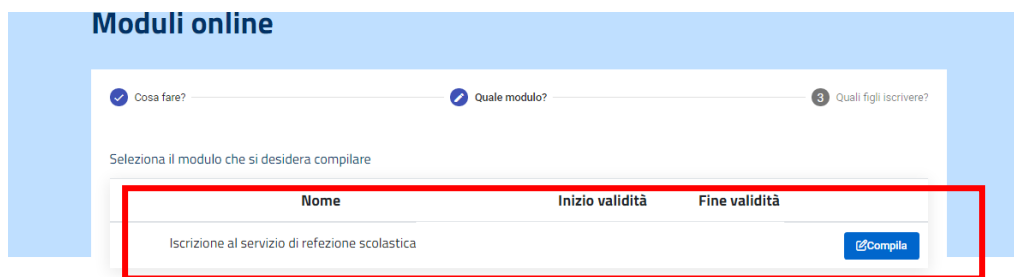 Moduli online
Cosa fare? Quale modulo? 3 Quali figli iscrivere?
Seleziona il modulo che si desidera compilare
Nome Inizio validità Fine validità
Iscrizione al servizio di refezione scolastica Compila